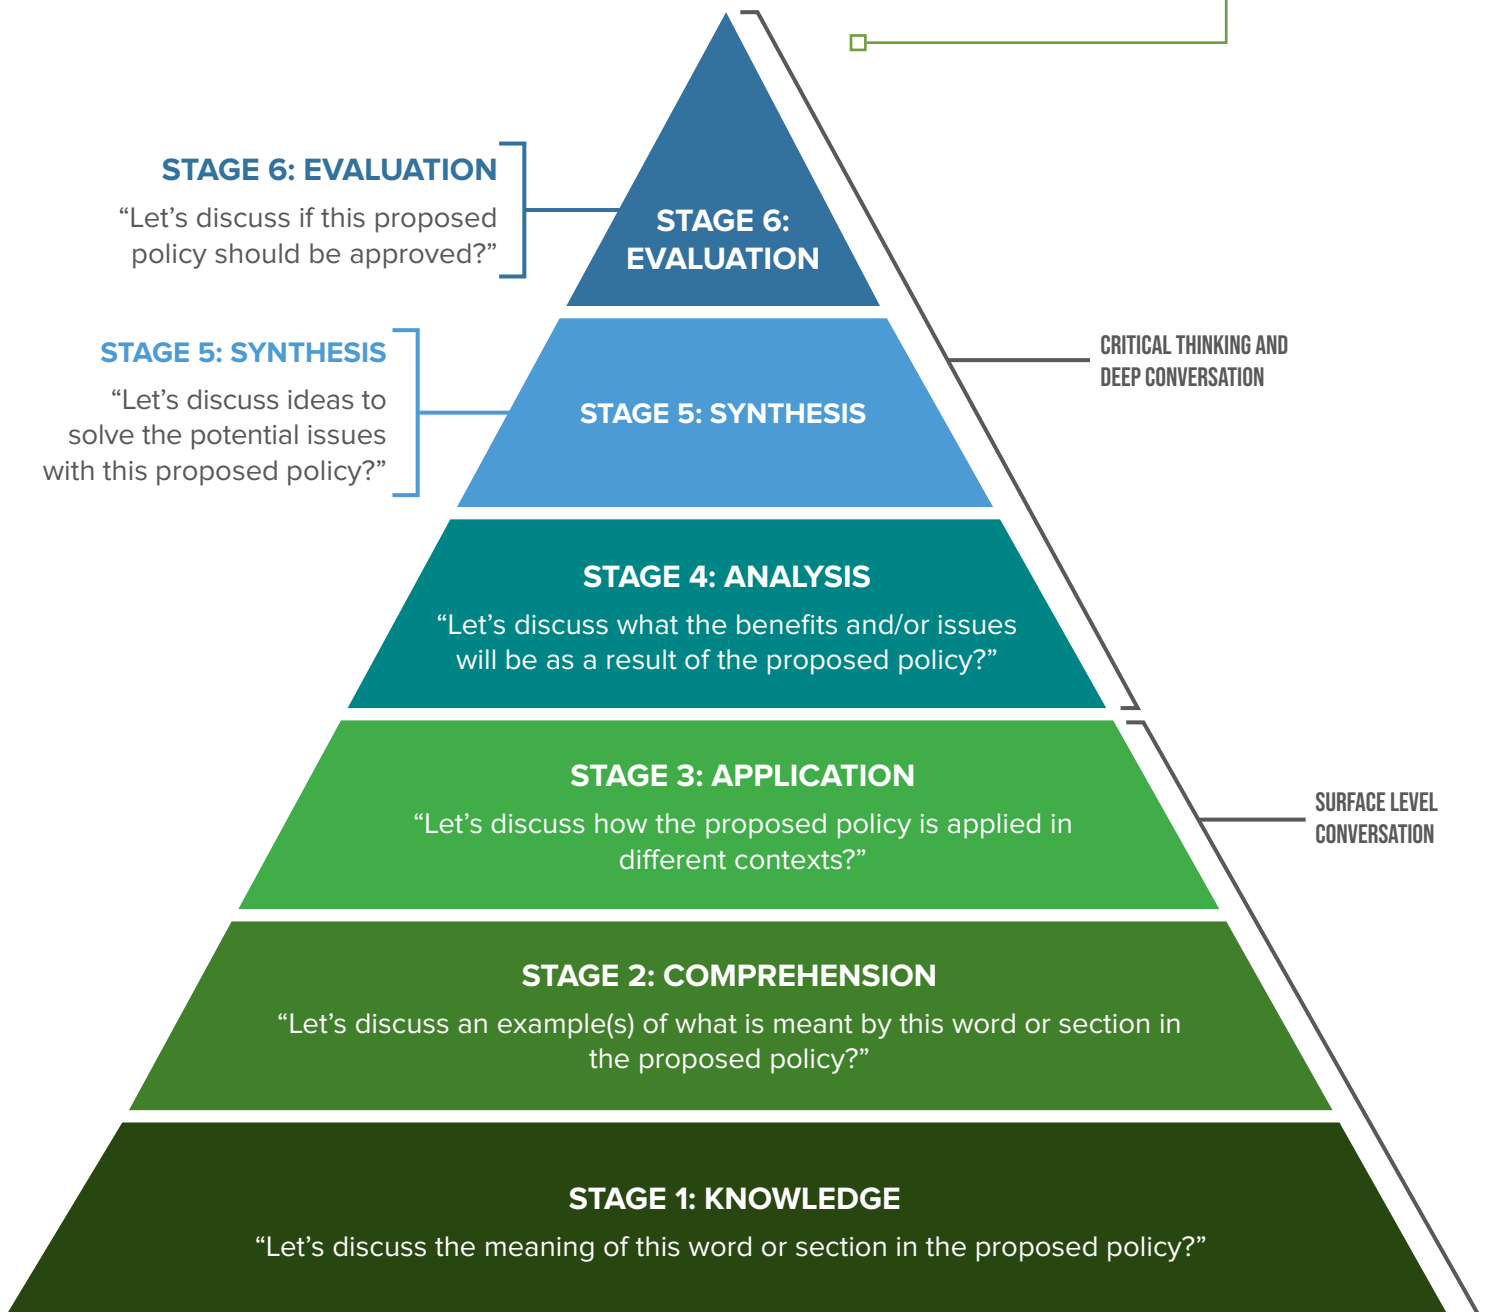 STAGE 6: EVALUATION
“Let’s discuss if this proposed
policy should be approved?”
STAGE 6:
EVALUATION
STAGE 5: SYNTHESIS
“Let’s discuss ideas to
solve the potential issues
with this proposed policy?”
STAGE 5: SYNTHESIS
CRITICAL THINKING AND
DEEP CONVERSATION
STAGE 4: ANALYSIS
“Let’s discuss what the benefits and/or issues
will be as a result of the proposed policy?”
STAGE 3: APPLICATION
“Let’s discuss how the proposed policy is applied in
different contexts?”
SURFACE LEVEL
CONVERSATION
STAGE 2: COMPREHENSION
“Let’s discuss an example(s) of what is meant by this word or section in
the proposed policy?”
STAGE 1: KNOWLEDGE
“Let’s discuss the meaning of this word or section in the proposed policy?”